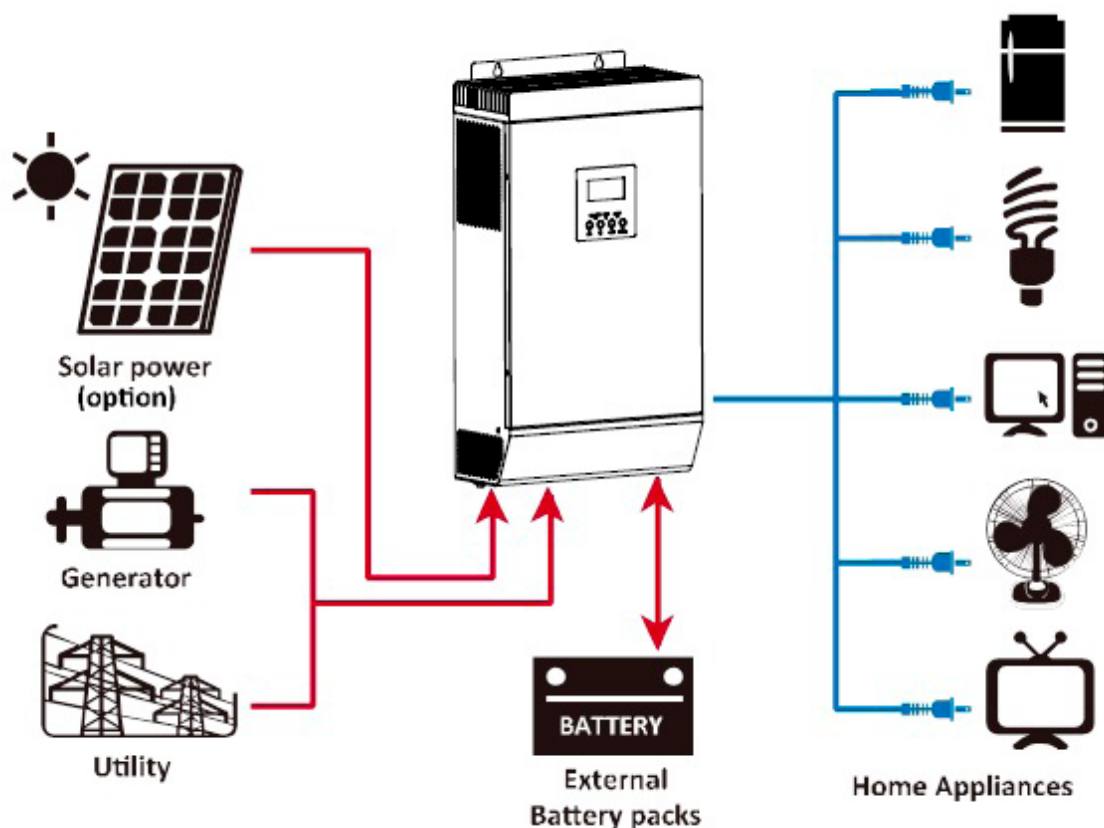 Solar power
(option)
Generator
Utility
BATTERY
External
Battery packs
Home Appliances